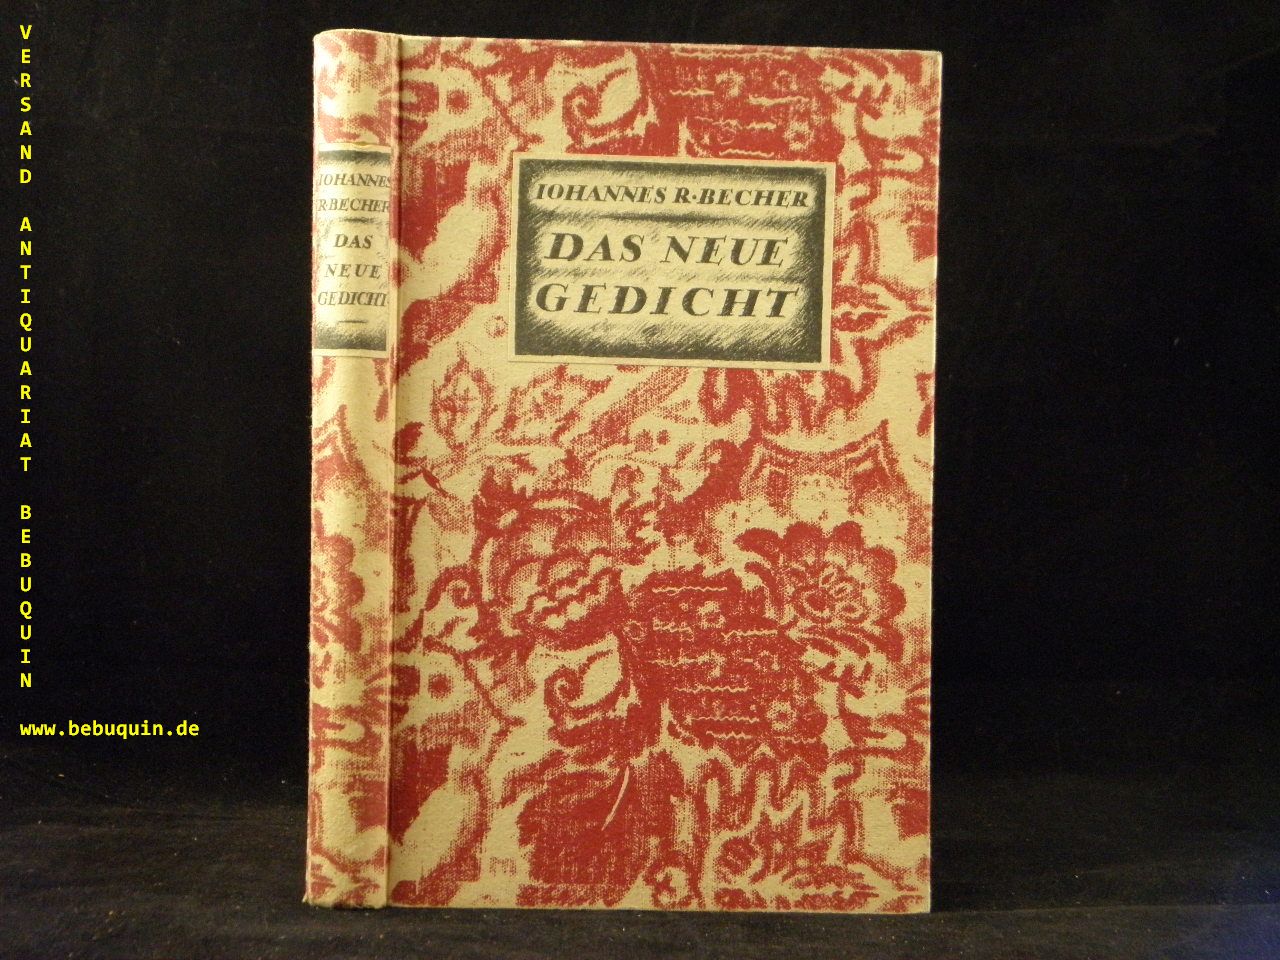 VERSAND ANTIQUARIAT BEBUQUIN
www.bebuquin.de
IOHANNES
R·BECHER
DAS
NEUE
GEDICHT
IOHANNES R·BECHER
DAS NEUE
GEDICHT